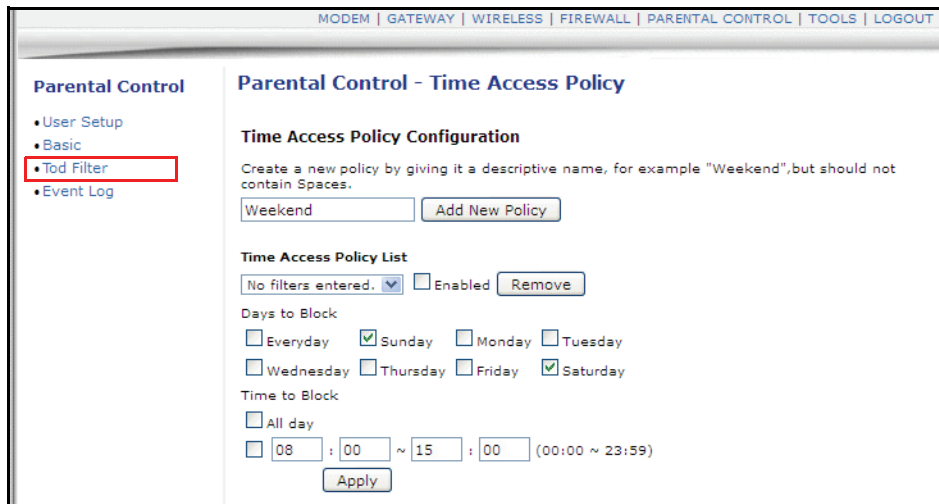 MODEM | GATEWAY | WIRELESS | FIREWALL | PARENTAL CONTROL | TOOLS | LOGOUT
Parental Control
•User Setup
•Basic
•Tod Filter
•Event Log
Parental Control - Time Access Policy
Time Access Policy Configuration
Create a new policy by giving it a descriptive name, for example "Weekend",but should not
contain Spaces.
Weekend Add New Policy
Time Access Policy List
No filters entered. Enabled Remove
Days to Block
Everyday Sunday Monday Tuesday
Wednesday Thursday Friday Saturday
Time to Block
All day
08 : 00 ~ 15 : 00 (00:00 ~ 23:59)
Apply